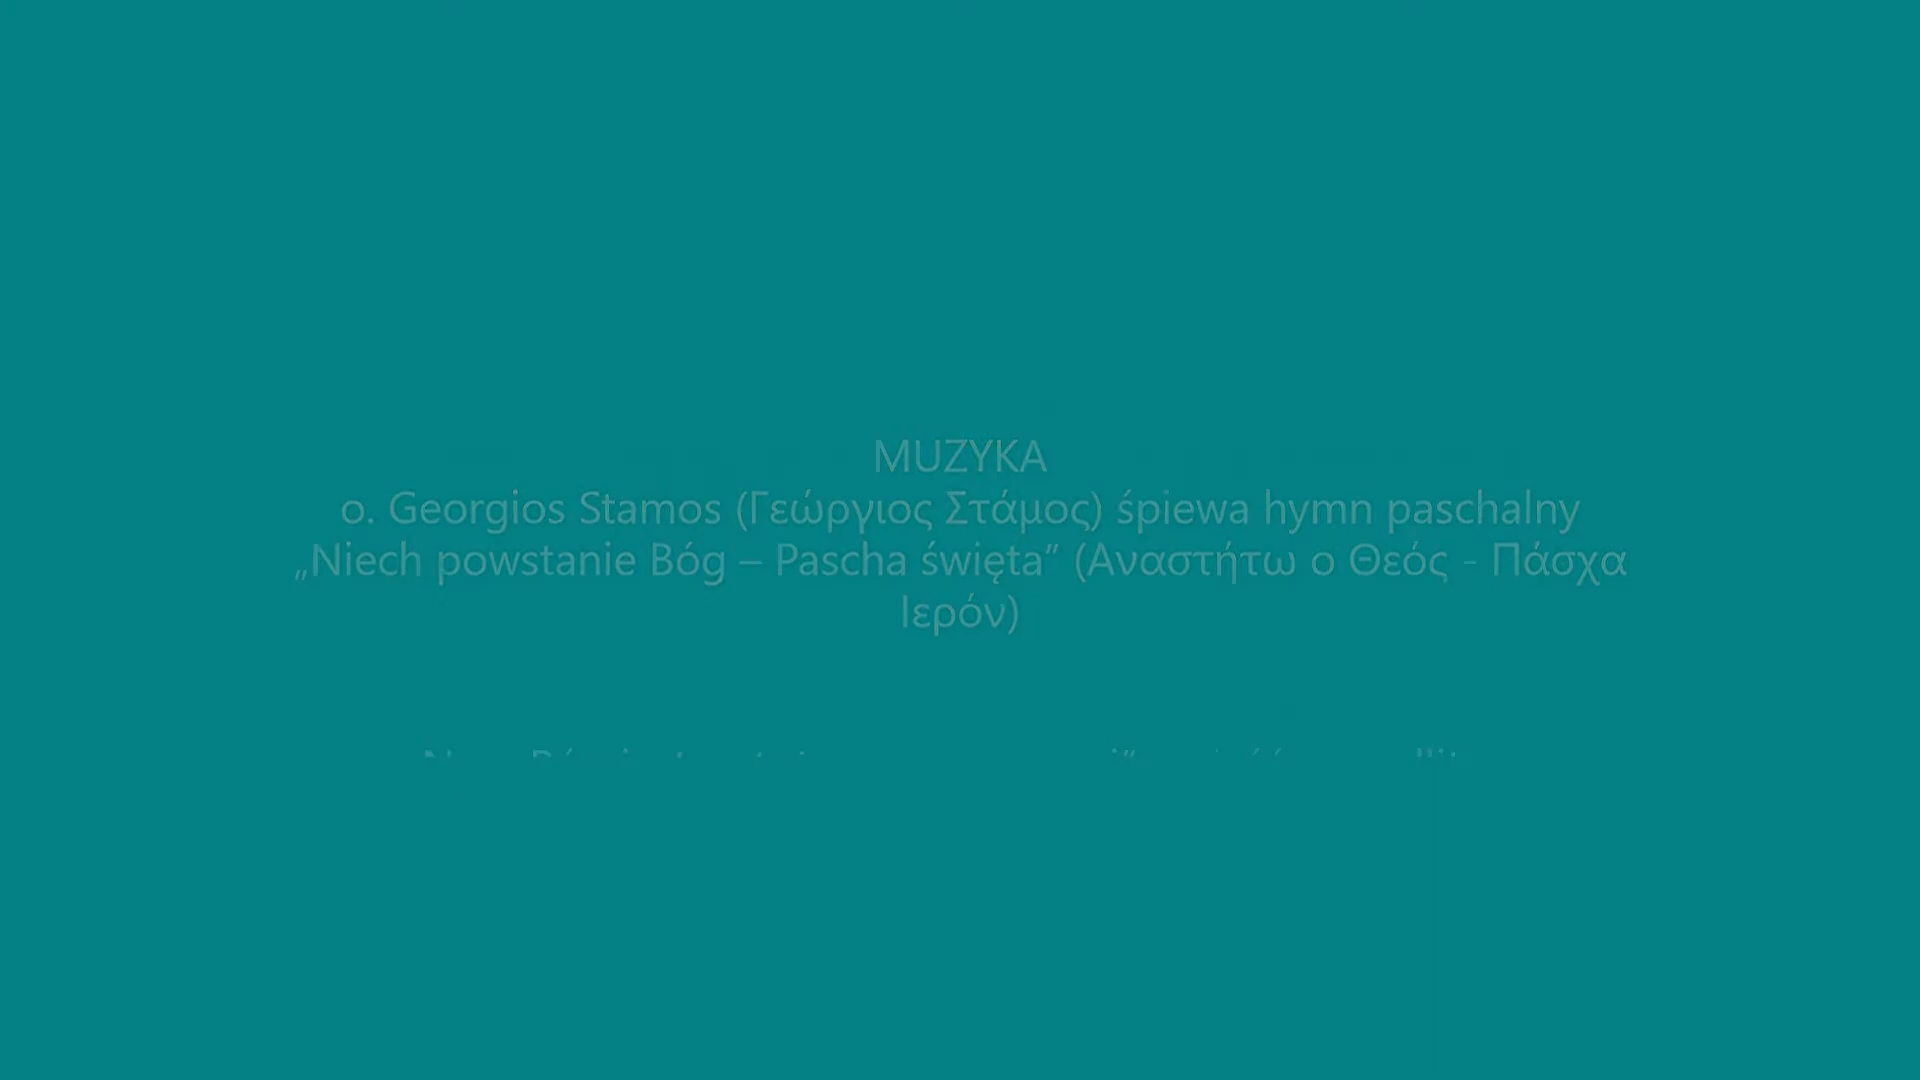 MUZYKA
o. Georgios Stamos (Γεώργιος Στάμος) śpiewa hymn paschalny
„Niech powstanie Bóg – Pascha święta” (Αναστήτω ο Θεός - Πάσχα
Ιερόν)